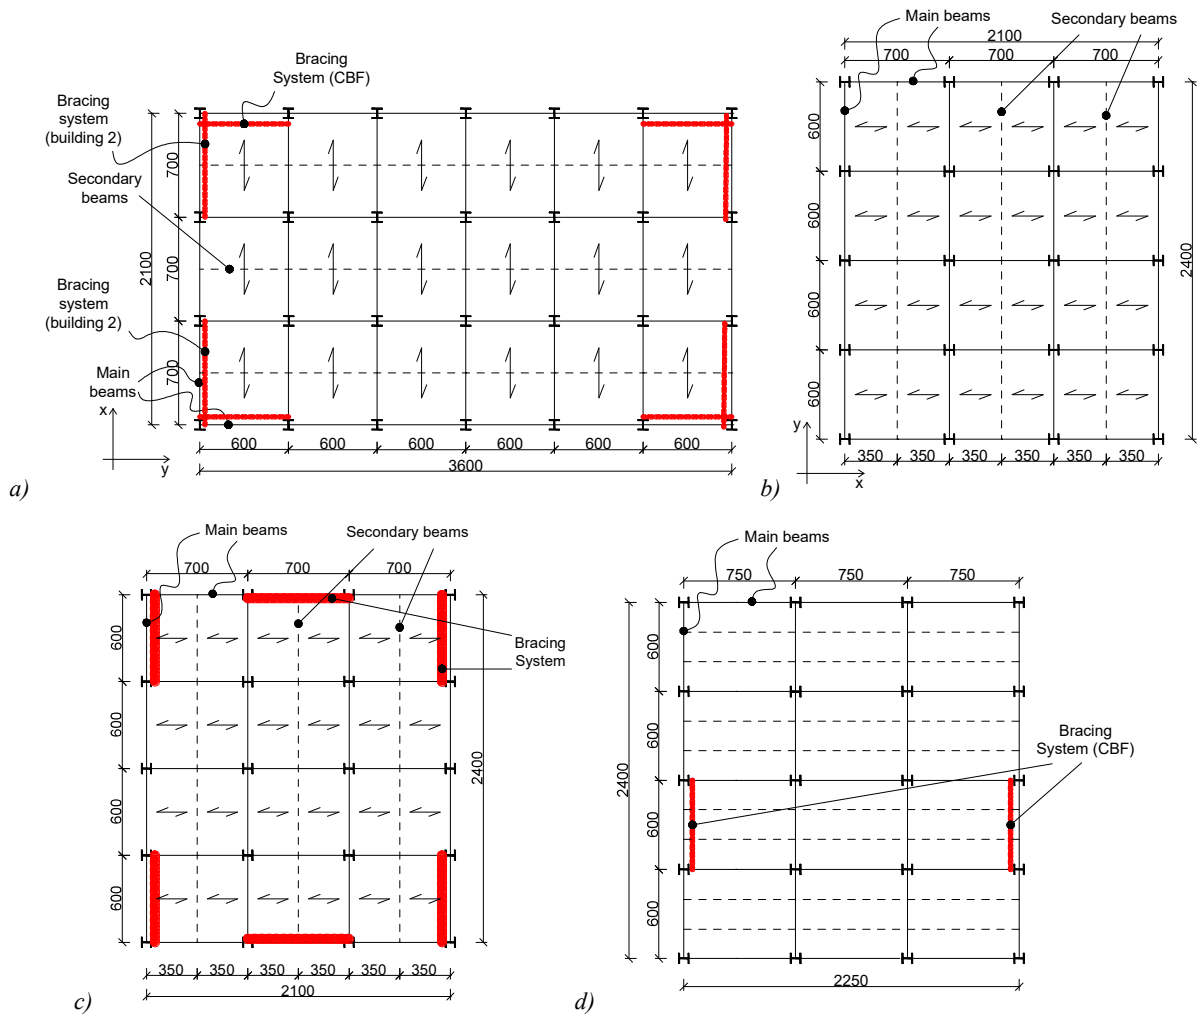 Bracing
System (CBF)
Bracing
system
(building 2)
Secondary
beams
Bracing
system
(building 2)
Main
beams
2100
700
700
700
x
y
600
600
600
600
600
600
3600
a)
Main beams
Secondary beams
2100
700
700
700
600
600
600
600
2400
y
x
350
350
350
350
350
350
b)
Main beams
Secondary beams
700
700
700
600
600
600
600
2400
Bracing
System
350
350
350
350
350
350
2100
c)
Main beams
750
750
750
2400
600
600
600
600
Bracing
System (CBF)
2250
d)